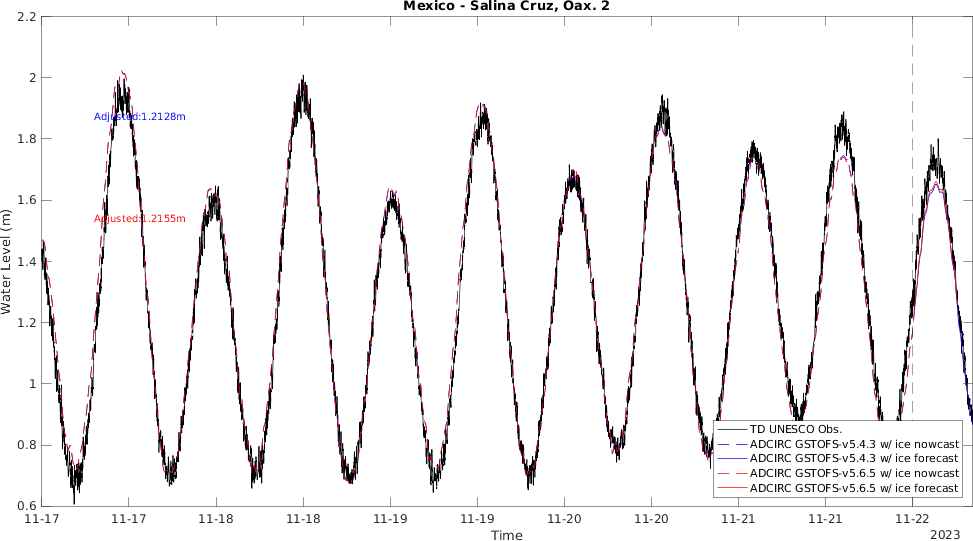 Mexico - Salina Cruz, Oax. 2
2.2
2
1.8
1.6
1.4
1.2
1
0.8
0.6
Water Level (m)
Adjusted:1.2128m
Adjusted:1.2155m
TD UNESCO Obs.
ADCIRC GSTOFS-v5.4.3 w/ ice nowcast
ADCIRC GSTOFS-v5.4.3 w/ ice forecast
ADCIRC GSTOFS-v5.6.5 w/ ice nowcast
ADCIRC GSTOFS-v5.6.5 w/ ice forecast
11-17 11-17 11-18 11-18 11-19 11-19 11-20 11-20 11-21 11-21 11-22
Time
2023